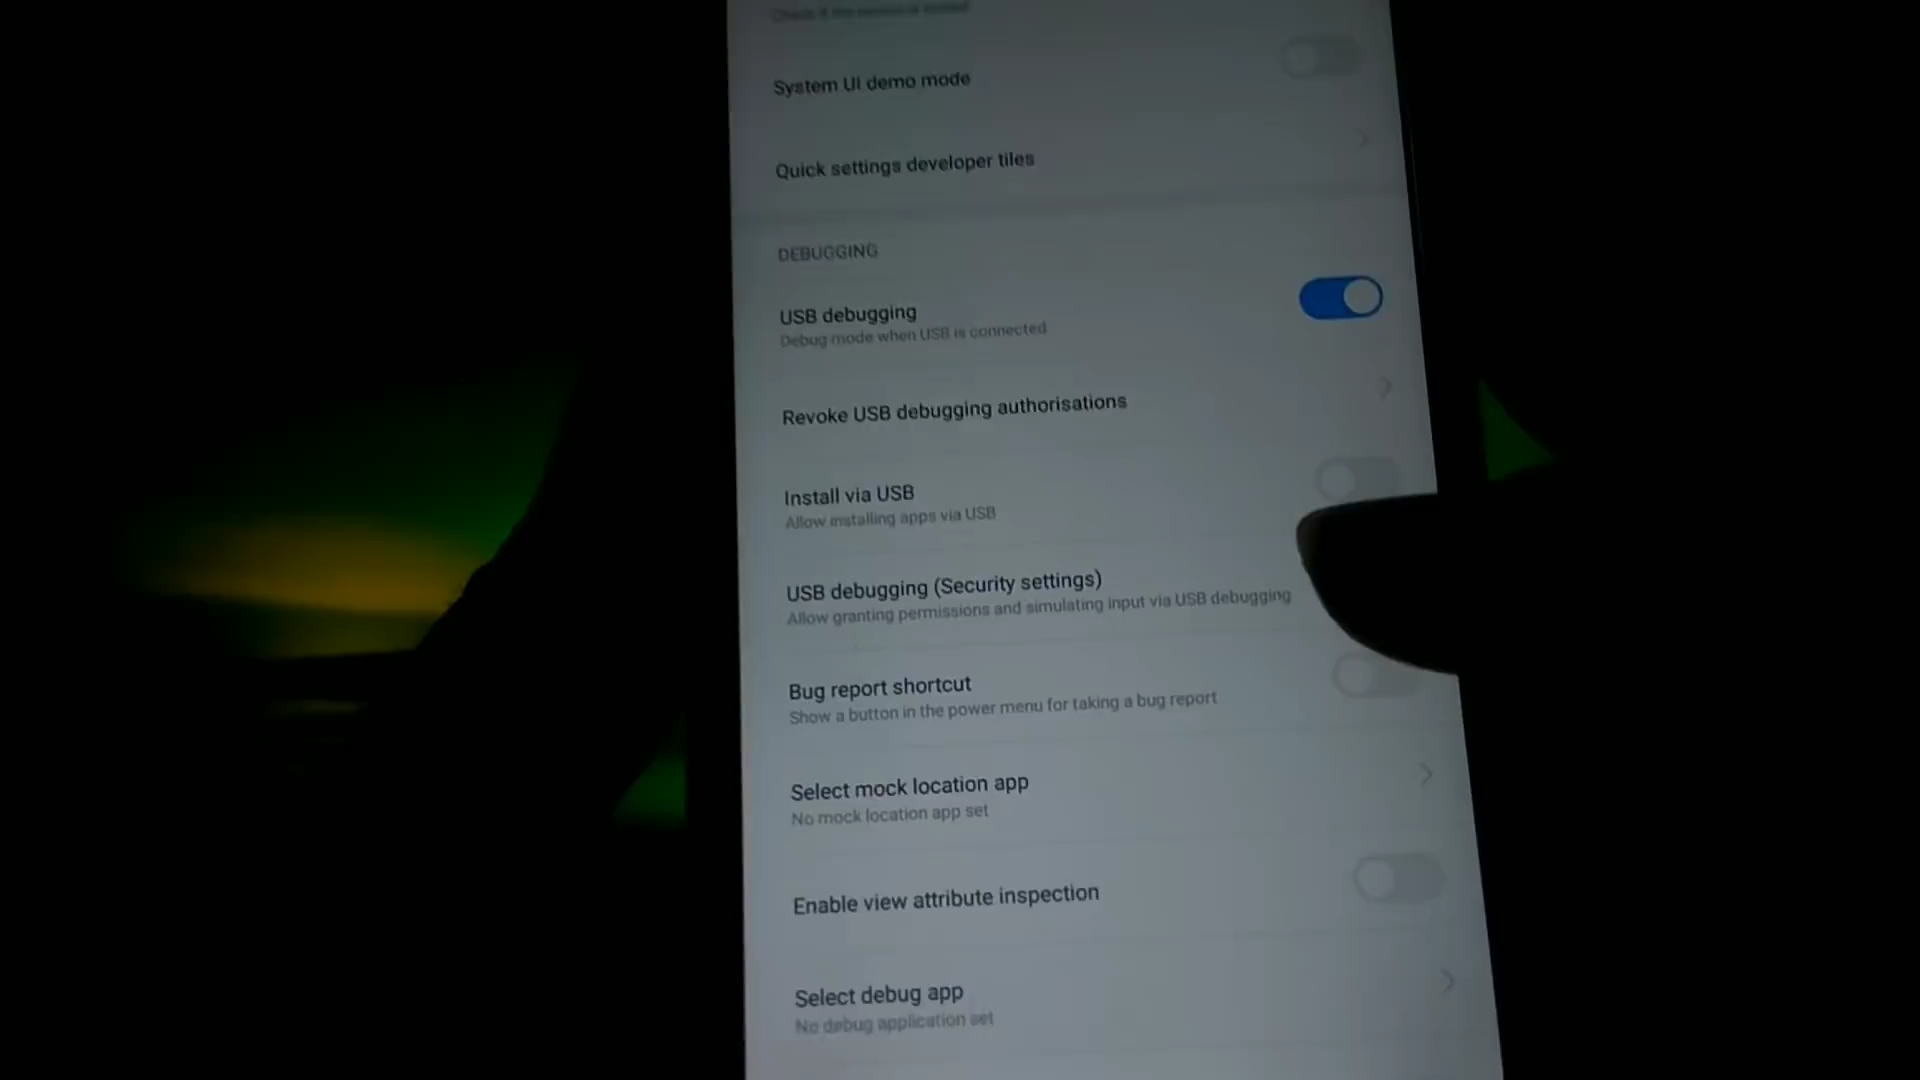 System UI demo mode
Quick settings developer tiles
DEBUGGING
USB debugging
Debug mode when USB is connected
Revoke USB debugging authorisations
Install via USB
Allow installing apps via USB
USB debugging (Security settings)
Allow granting permissions and simulating input via USB debugging
Bug report shortcut
Show a button in the power menu for taking a bug report
Select mock location app
No mock location app set
Enable view attribute inspection
Select debug app
No debug application set